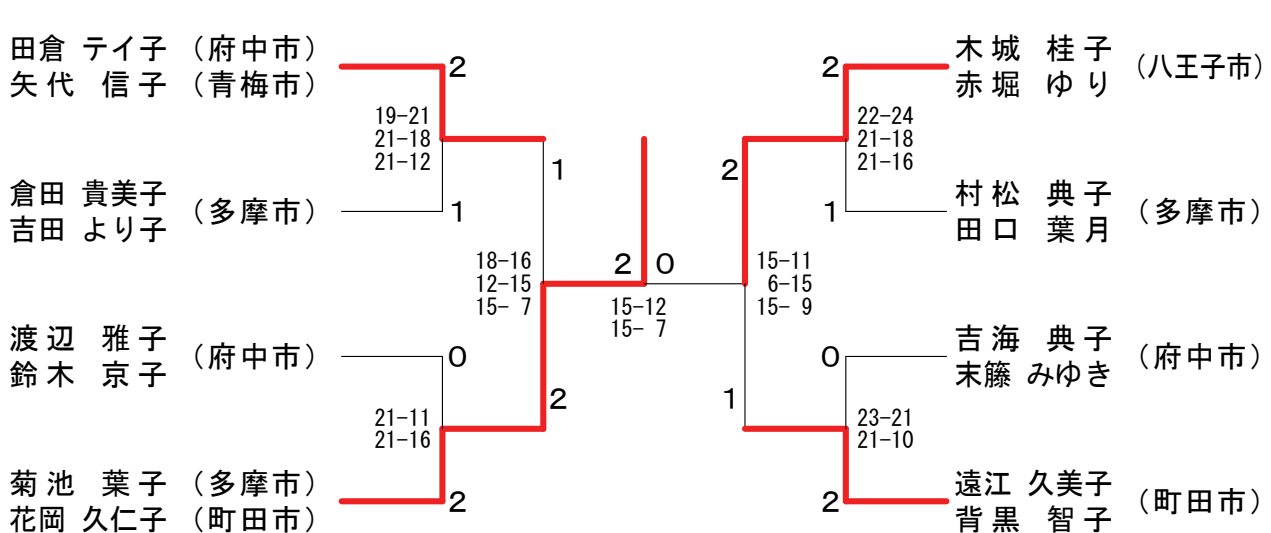 田倉 テイ子 (府中市)
矢代 信子 (青梅市)
2
19-21
21-18
21-12
倉田 貴美子
吉田 より子
(多摩市)
1
1
18-16
12-15
15- 7
渡辺 雅子
鈴木 京子
(府中市)
0
21-11
21-16
2
菊池 葉子 (多摩市)
花岡 久仁子 (町田市)
2
2 0
15-12
15- 7
木城 桂子
赤堀 ゆり
(八王子市)
2
22-24
21-18
21-16
2
村松 典子
田口 葉月
(多摩市)
1
15-11
6-15
15- 9
吉海 典子
末籐 みゆき
(府中市)
0
1
23-21
21-10
遠江 久美子
背黒 智子
(町田市)
2